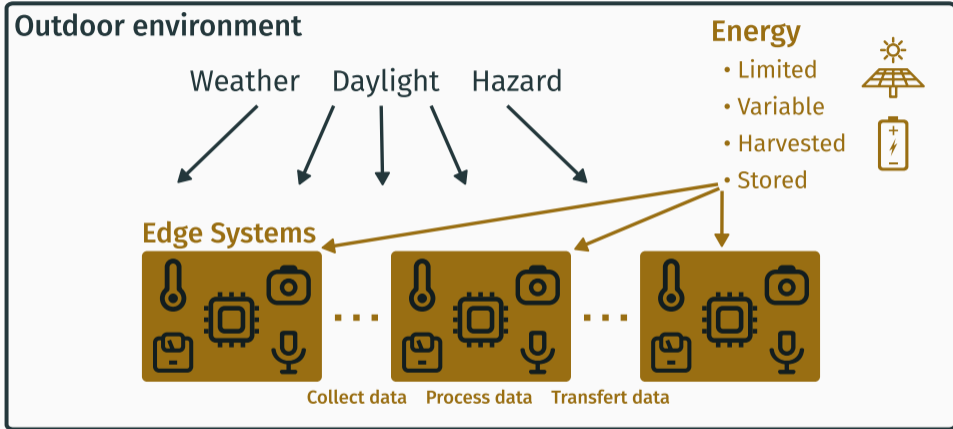 Outdoor environment
Energy
Weather Daylight Hazard
• Limited
• Variable
• Harvested
• Stored
Edge Systems
Collect data Process data Transfert data